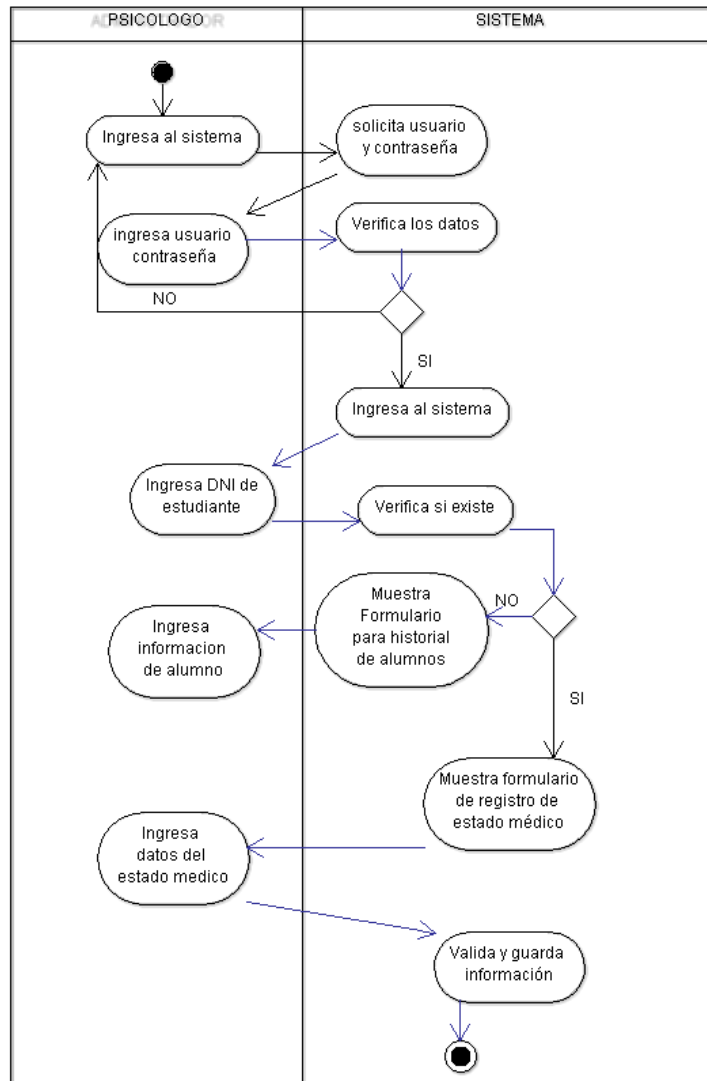 PSICOLOGO
SISTEMA
Ingresa al sistema
solicita usuario
y contraseña
ingresa usuario
contraseña
Verifica los datos
NO
SI
Ingresa al sistema
Ingresa DNI de
estudiante
Verifica si existe
Muestra
Formulario
para historial
de alumnos
NO
Ingresa
informacion
de alumno
SI
Muestra formulario
de registro de
estado médico
Ingresa
datos del
estado medico
Valida y guarda
información